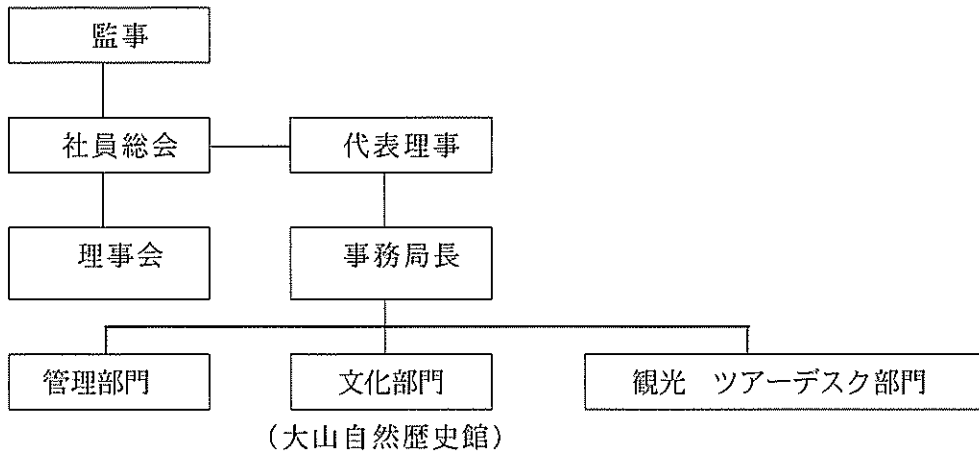 監事
社員総会
代表理事
理事会
事務局長
管理部門
文化部門
観光　ツアーデスク部門
（大山自然歴史館）